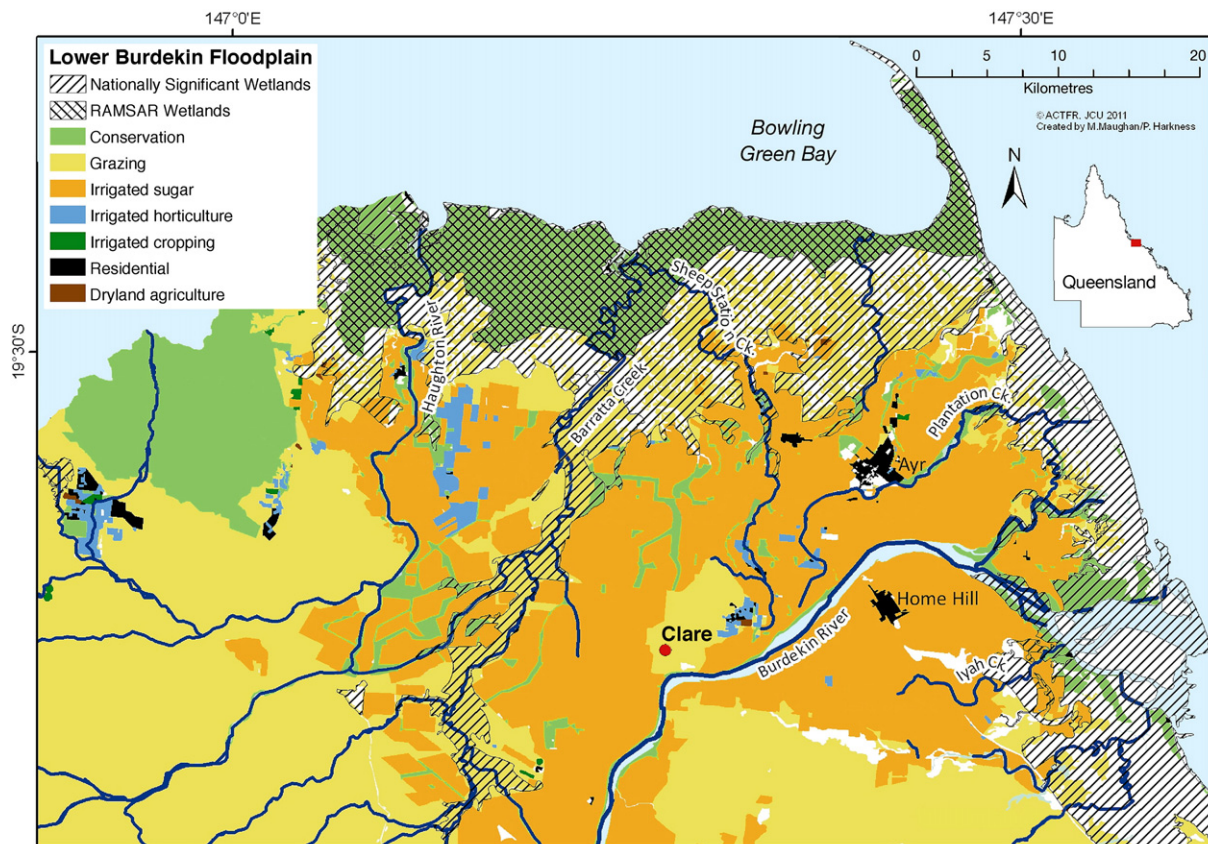 147°0'E
147°30'E
Lower Burdekin Floodplain
Nationally Significant Wetlands
RAMSAR Wetlands
Conservation
Grazing
Irrigated sugar
Irrigated horticulture
Irrigated cropping
Residential
Dryland agriculture
0 5 10 20
Kilometres
© ACTFR, JCU 2011
Created by M.Maughan/P. Harkness
Bowling
Green Bay
N
Queensland
19°30'S
Haughton River
Barratta Creek
Sheep Station Ck.
Plantation Ck.
Ayr
Home Hill
Clare
Burdekin River
Iyah Ck.